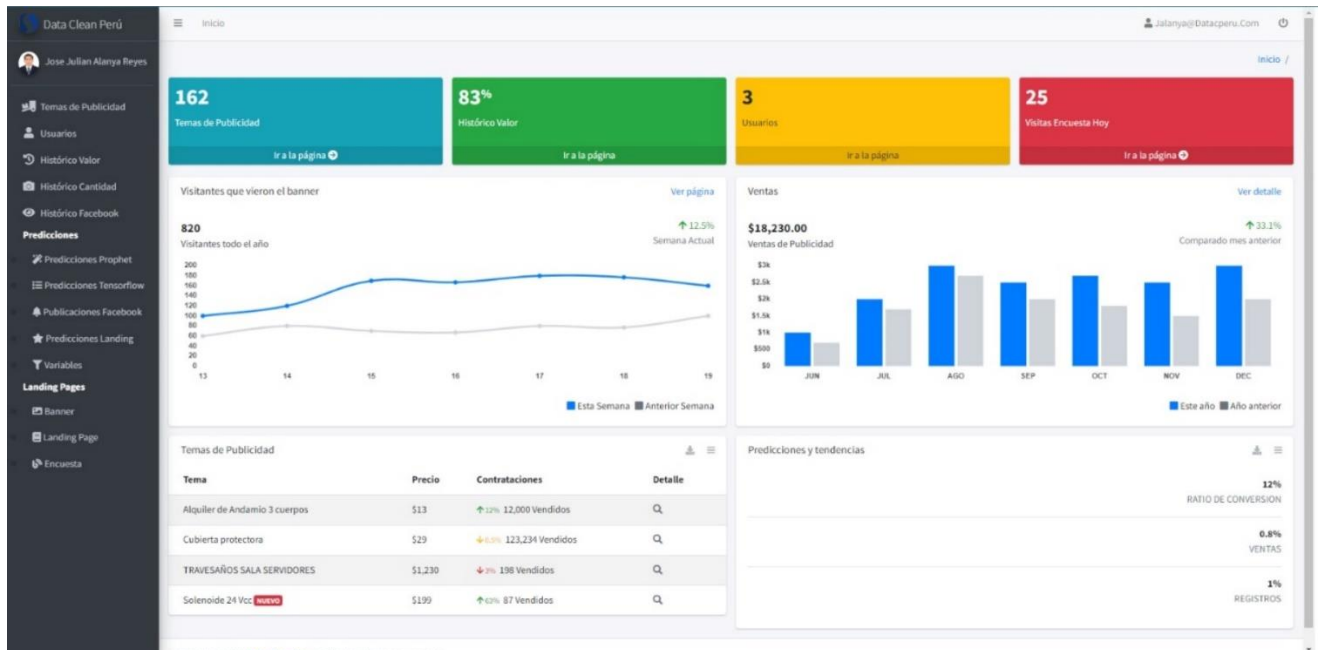 Data Clean Perú
Inicio
Jalanya@Datacperu.Com
Jose Julian Alanya Reyes
Inicio /
Temas de Publicidad
Usuarios
Histórico Valor
Histórico Cantidad
Histórico Facebook
Predicciones
Predicciones Prophet
Predicciones Tensorflow
Publicaciones Facebook
Predicciones Landing
Variables
Landing Pages
Banner
Landing Page
Encuesta
162
Temas de Publicidad
Ir a la página
83%
Histórico Valor
Ir a la página
3
Usuarios
Ir a la página
25
Visitas Encuesta Hoy
Ir a la página
Visitantes que vieron el banner Ver página
820 12.5%
Visitantes todo el año Semana Actual
200
180
160
140
120
100
80
60
40
20
0
13 14 15 16 17 18 19
Esta Semana Anterior Semana
Ventas Ver detalle
$18,230.00 33.1%
Ventas de Publicidad Comparado mes anterior
$3k
$2.5k
$2k
$1.5k
$1k
$500
$0
JUN JUL AGO SEP OCT NOV DEC
Este año Año anterior
Temas de Publicidad
Tema Precio Contrataciones Detalle
Alquiler de Andamio 3 cuerpos $13 12% 12,000 Vendidos
Cubierta protectora $29 123,234 Vendidos
TRAVESAÑOS SALA SERVIDORES $1,230 3% 198 Vendidos
Solenoide 24 Vcc NUEVO $199 63% 87 Vendidos
Predicciones y tendencias
12%
RATIO DE CONVERSION
0.8%
VENTAS
1%
REGISTROS